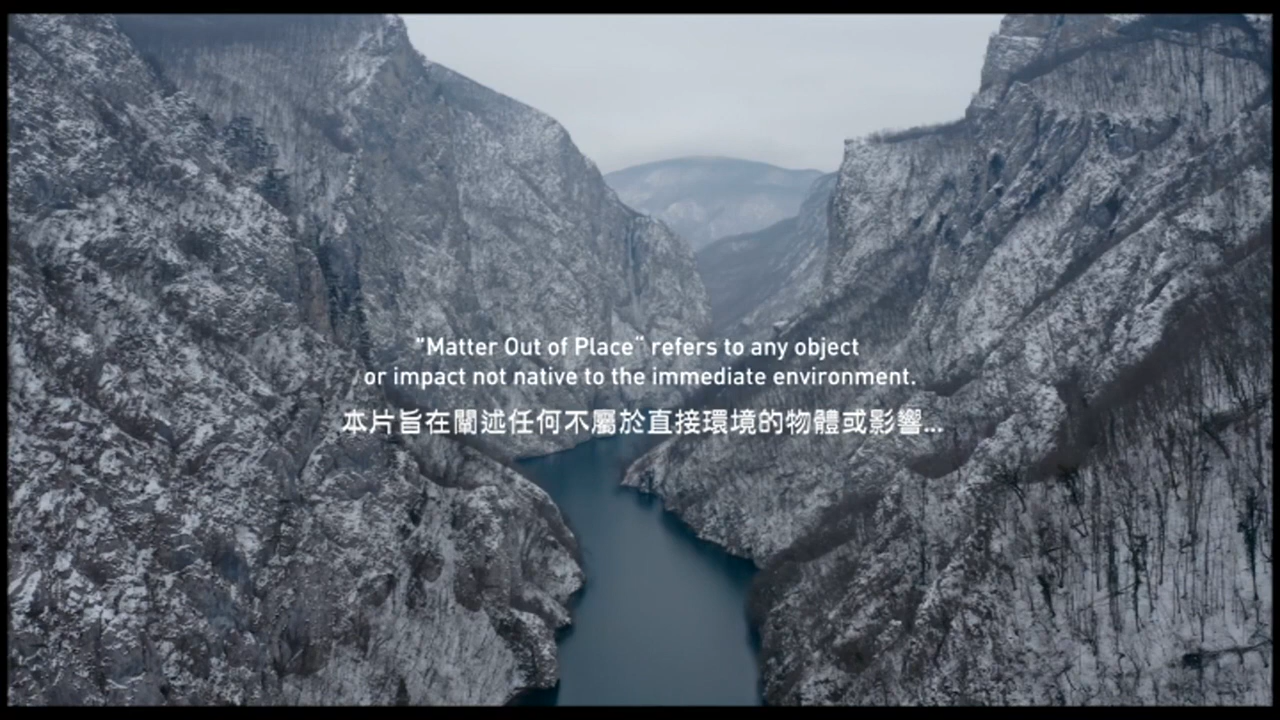 "Matter Out of Place" refers to any object
or impact not native to the immediate environment.
本片旨在闡述任何不屬於直接環境的物體或影響...